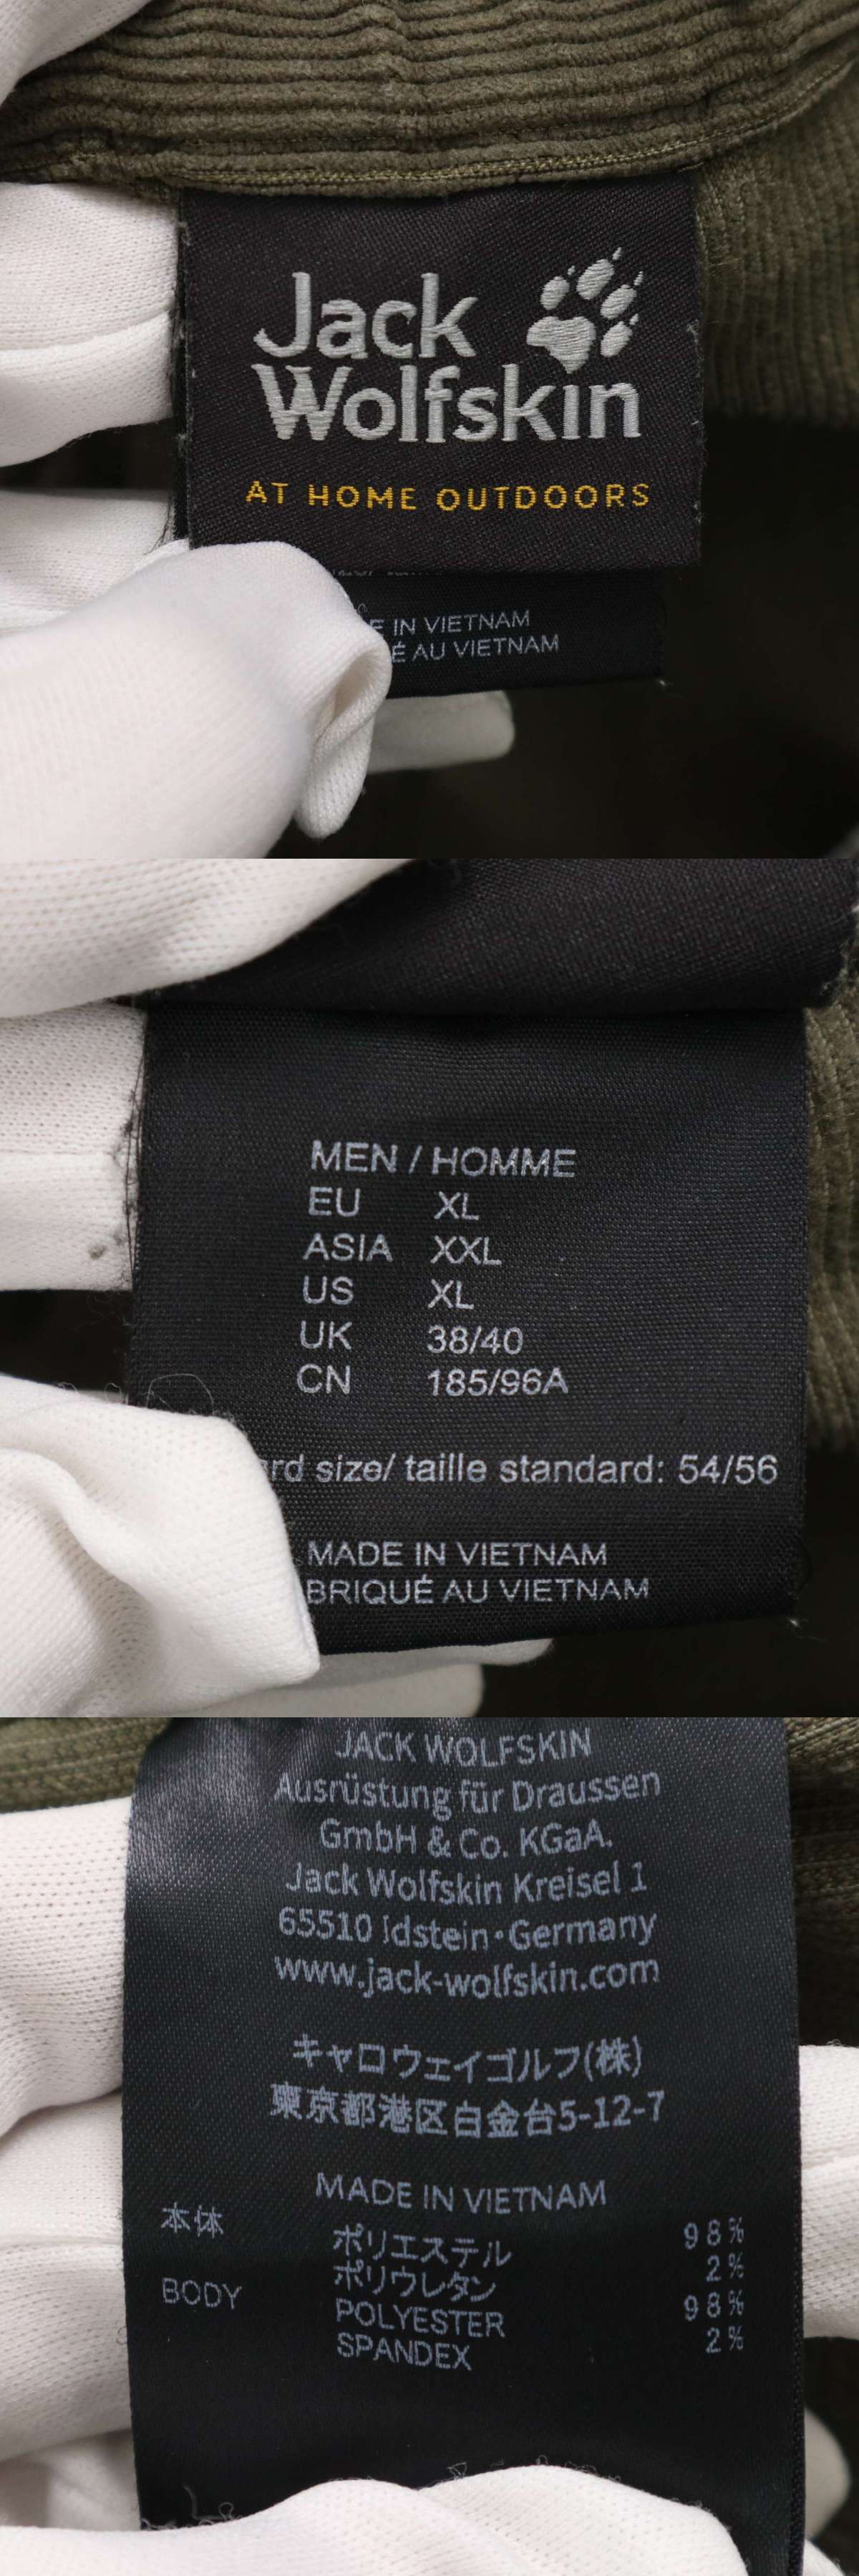 Jack
Wolfskin
AT HOME OUTDOORS
IN VIETNAM
AU VIETNAM
MEN / HOMME
EU XL
ASIA XXL
US XL
UK 38/40
CN 185/96A
size/ taille standard: 54/56
MADE IN VIETNAM
BRIQUÉ AU VIETNAM
JACK WOLFSKIN
Ausrüstung für Draussen
GmbH & Co. KGaA.
Jack Wolfskin Kreisel 1
65510 Idstein•Germany
www.jack-wolfskin.com
キャロウェイゴルフ(株)
東京都港区白金台5-12-7
MADE IN VIETNAM
本体 ポリエステル 98%
ポリウレタン 2%
BODY POLYESTER 98%
SPANDEX 2%